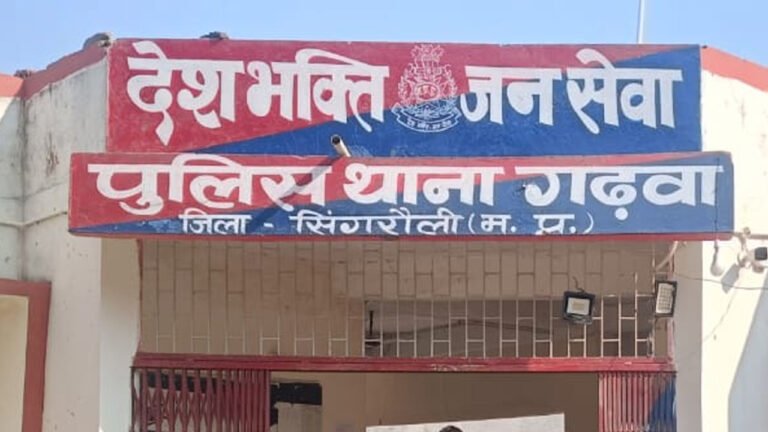 देशभक्ति जन सेवा
पुलिस थाना गढ़वा
जिला - सिंगरौली (म. प्र.)